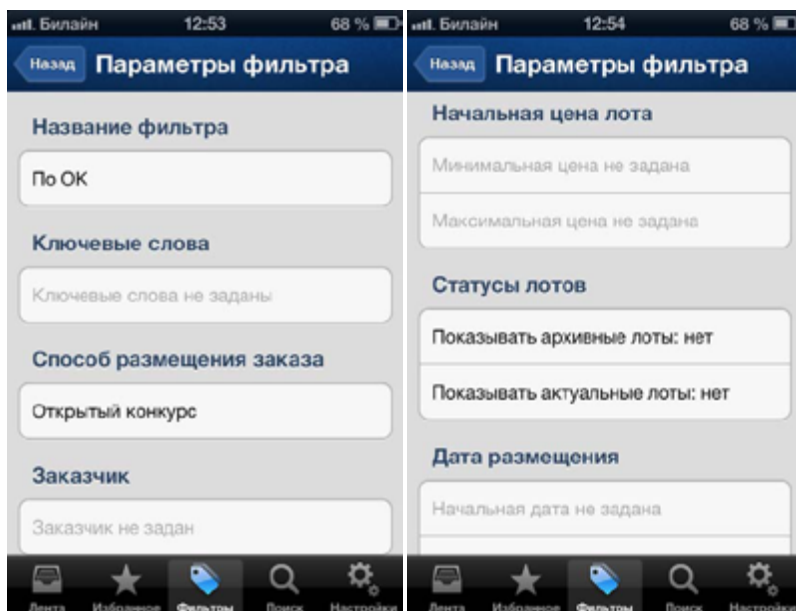 Билайн 12:53 68 %
Назад Параметры фильтра
Название фильтра
По ОК
Ключевые слова
Ключевые слова не заданы
Способ размещения заказа
Открытый конкурс
Заказчик
Заказчик не задан
Лента Избранное Фильтры Поиск Настройки
Билайн 12:54 68 %
Назад Параметры фильтра
Начальная цена лота
Минимальная цена не задана
Максимальная цена не задана
Статусы лотов
Показывать архивные лоты: нет
Показывать актуальные лоты: нет
Дата размещения
Начальная дата не задана
Лента Избранное Фильтры Поиск Настройки